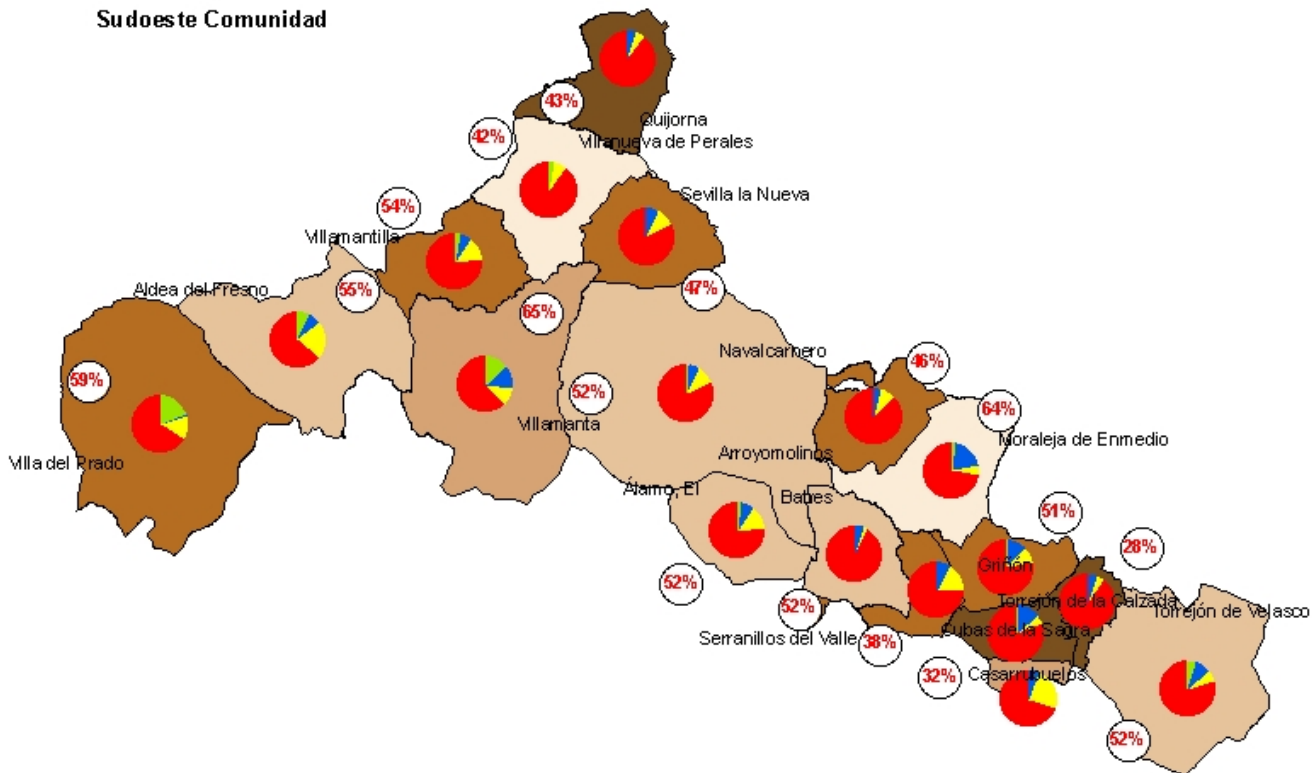 Sudoeste Comunidad
43%
Quijorna
42%
Villanueva de Perales
Sevilla la Nueva
54%
Villamantilla
Aldea del Fresno
55%
47%
65%
Navalcarnero
46%
59%
52%
64%
Villamanta
Moraleja de Enmedio
Arroyomolinos
Villa del Prado
Álamo, El
Batres
51%
28%
Griñón
52%
Torrejón de la Calzada
52%
Torrejón de Velasco
Serranillos del Valle
Cubas de la Sagra
38%
32%
Casarrubuelos
52%